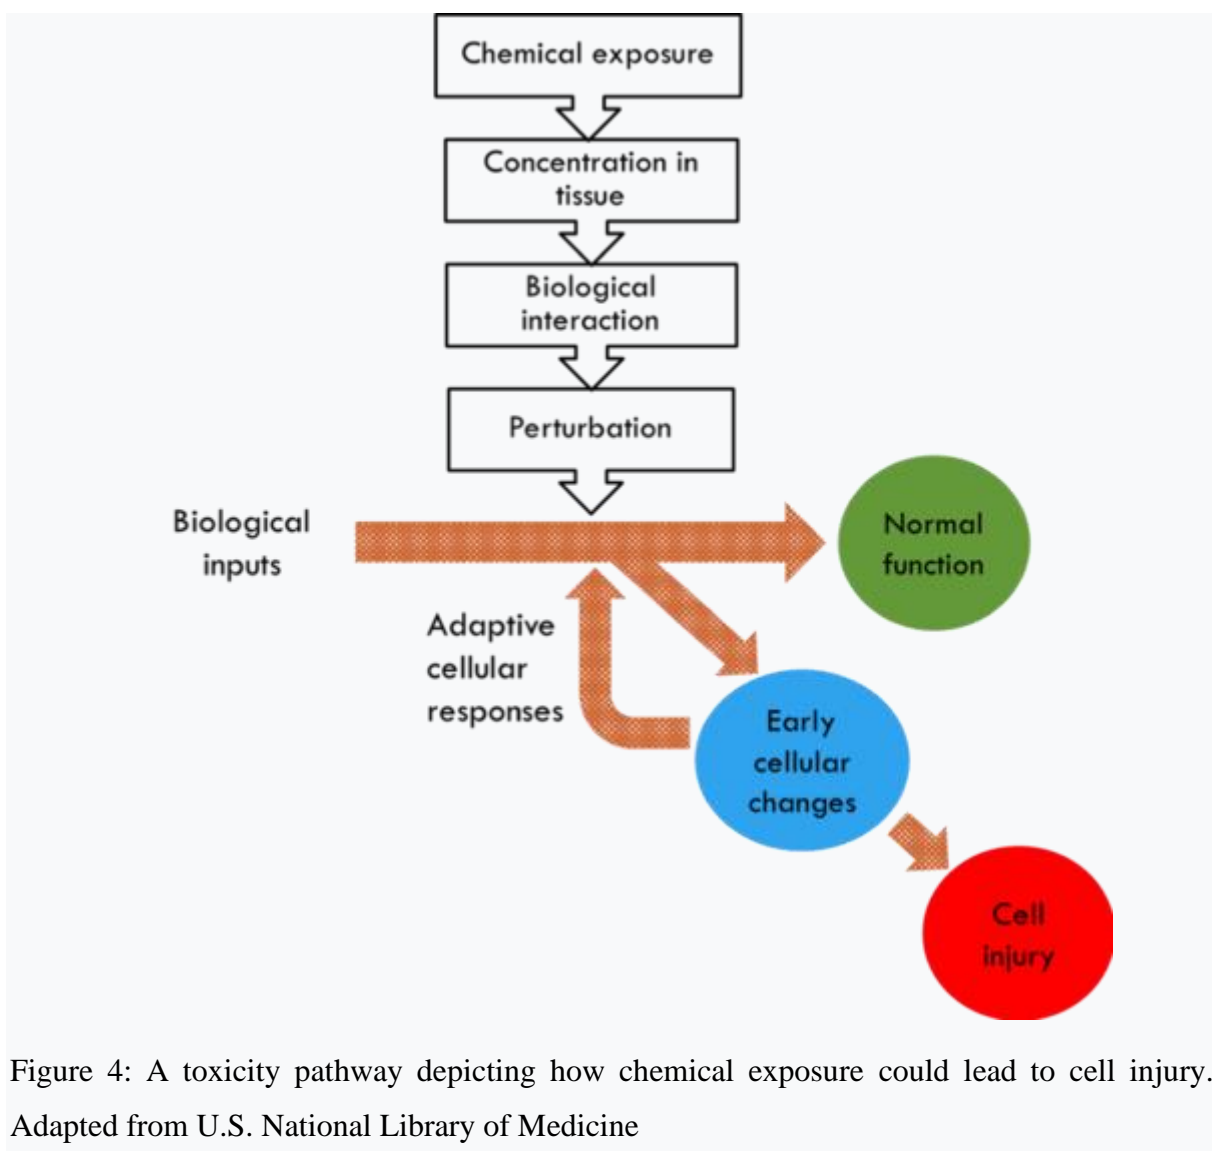 Chemical exposure
Concentration in
tissue
Biological
interaction
Perturbation
Biological
inputs
Normal
function
Adaptive
cellular
responses
Early
cellular
changes
Cell
injury
Figure 4: A toxicity pathway depicting how chemical exposure could lead to cell injury.
Adapted from U.S. National Library of Medicine